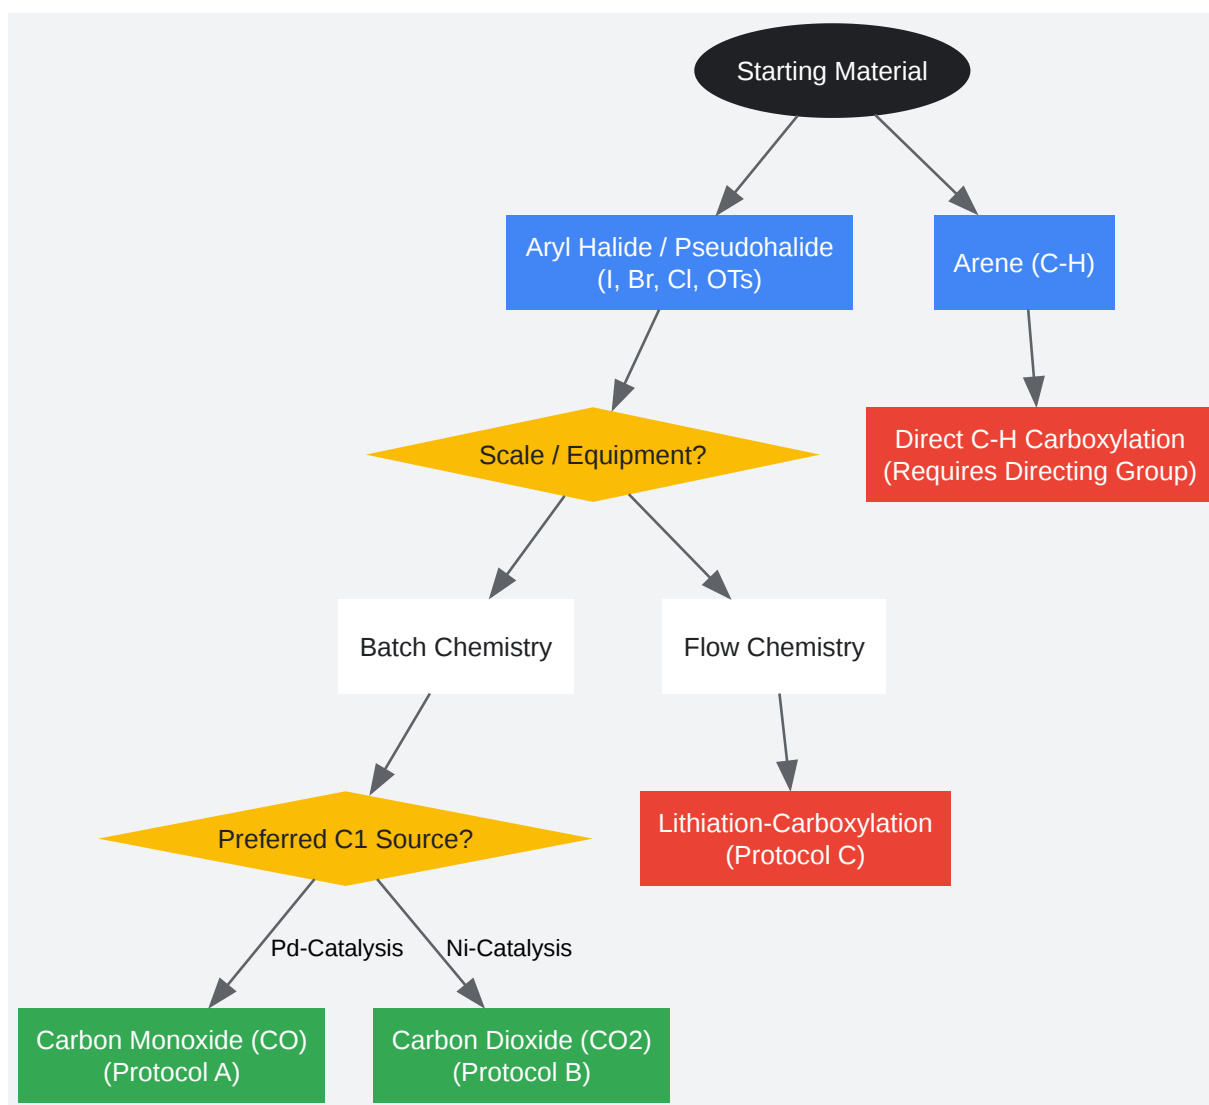 Starting Material
Aryl Halide / Pseudohalide
(I, Br, Cl, OTs)
Arene (C-H)
Scale / Equipment?
Direct C-H Carboxylation
(Requires Directing Group)
Batch Chemistry
Flow Chemistry
Preferred C1 Source?
Lithiation-Carboxylation
(Protocol C)
Pd-Catalysis
Ni-Catalysis
Carbon Monoxide (CO)
(Protocol A)
Carbon Dioxide (CO2)
(Protocol B)